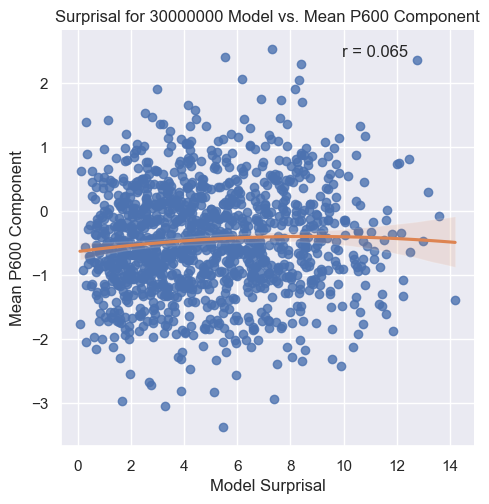 Surprisal for 30000000 Model vs. Mean P600 Component
r = 0.065
2
1
0
−1
−2
−3
Mean P600 Component
0 2 4 6 8 10 12 14
Model Surprisal